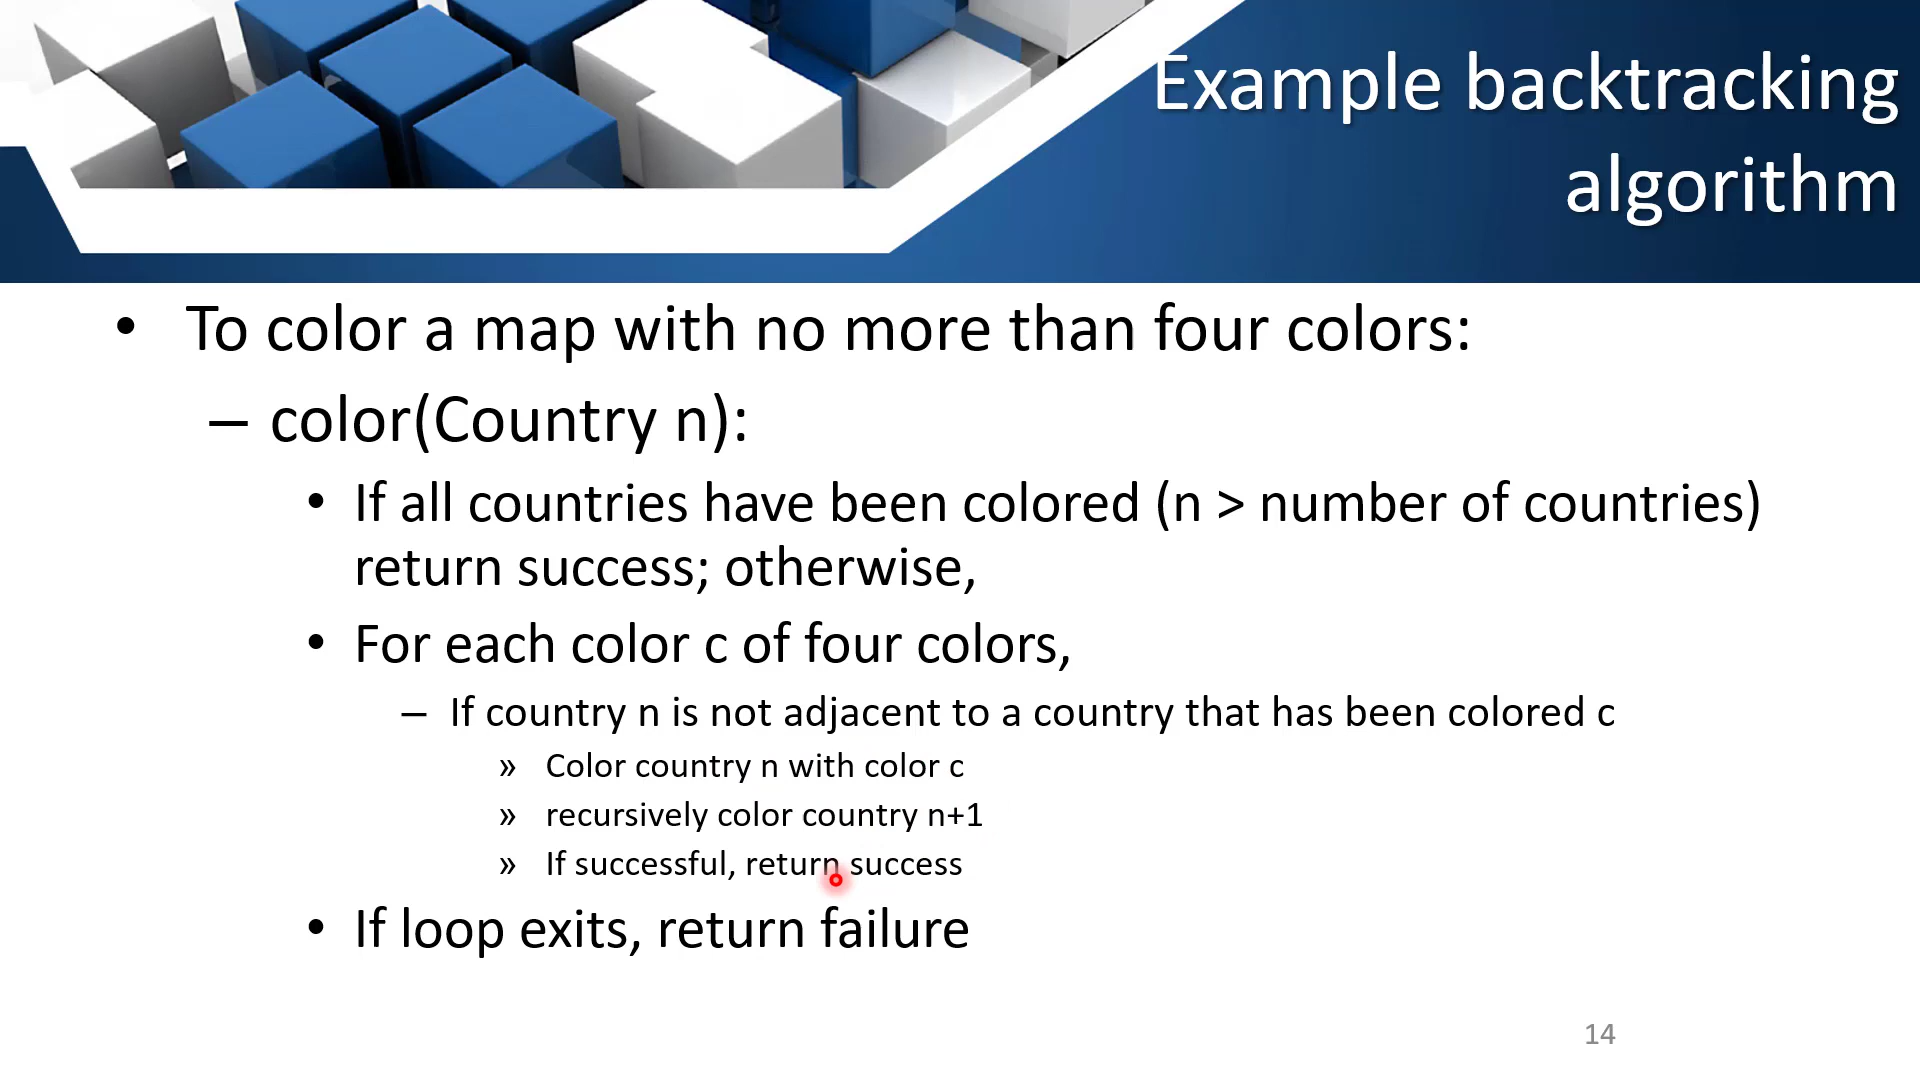 Example backtracking
algorithm
• To color a map with no more than four colors:
– color(Country n):
• If all countries have been colored (n > number of countries)
return success; otherwise,
• For each color c of four colors,
– If country n is not adjacent to a country that has been colored c
» Color country n with color c
» recursively color country n+1
» If successful, return success
• If loop exits, return failure
14